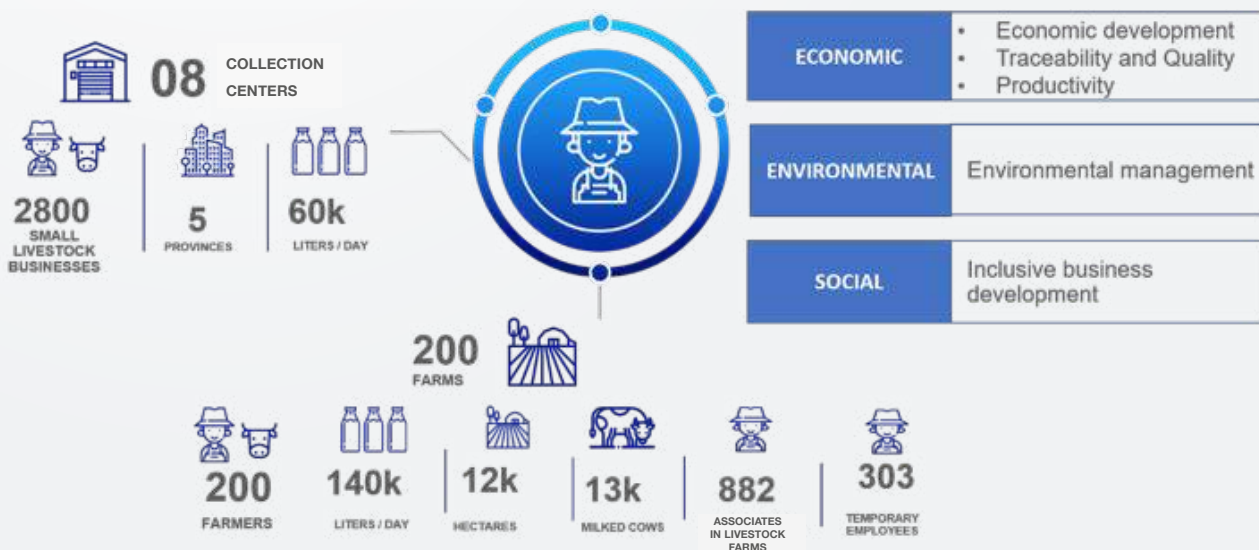 08
COLLECTION
CENTERS
2800
SMALL
LIVESTOCK
BUSINESSES
5
PROVINCES
60k
LITERS / DAY
ECONOMIC
• Economic development
• Traceability and Quality
• Productivity
ENVIRONMENTAL
Environmental management
SOCIAL
Inclusive business
development
200
FARMS
200
FARMERS
140k
LITERS / DAY
12k
HECTARES
13k
MILKED COWS
882
ASSOCIATES
IN LIVESTOCK
FARMS
303
TEMPORARY
EMPLOYEES